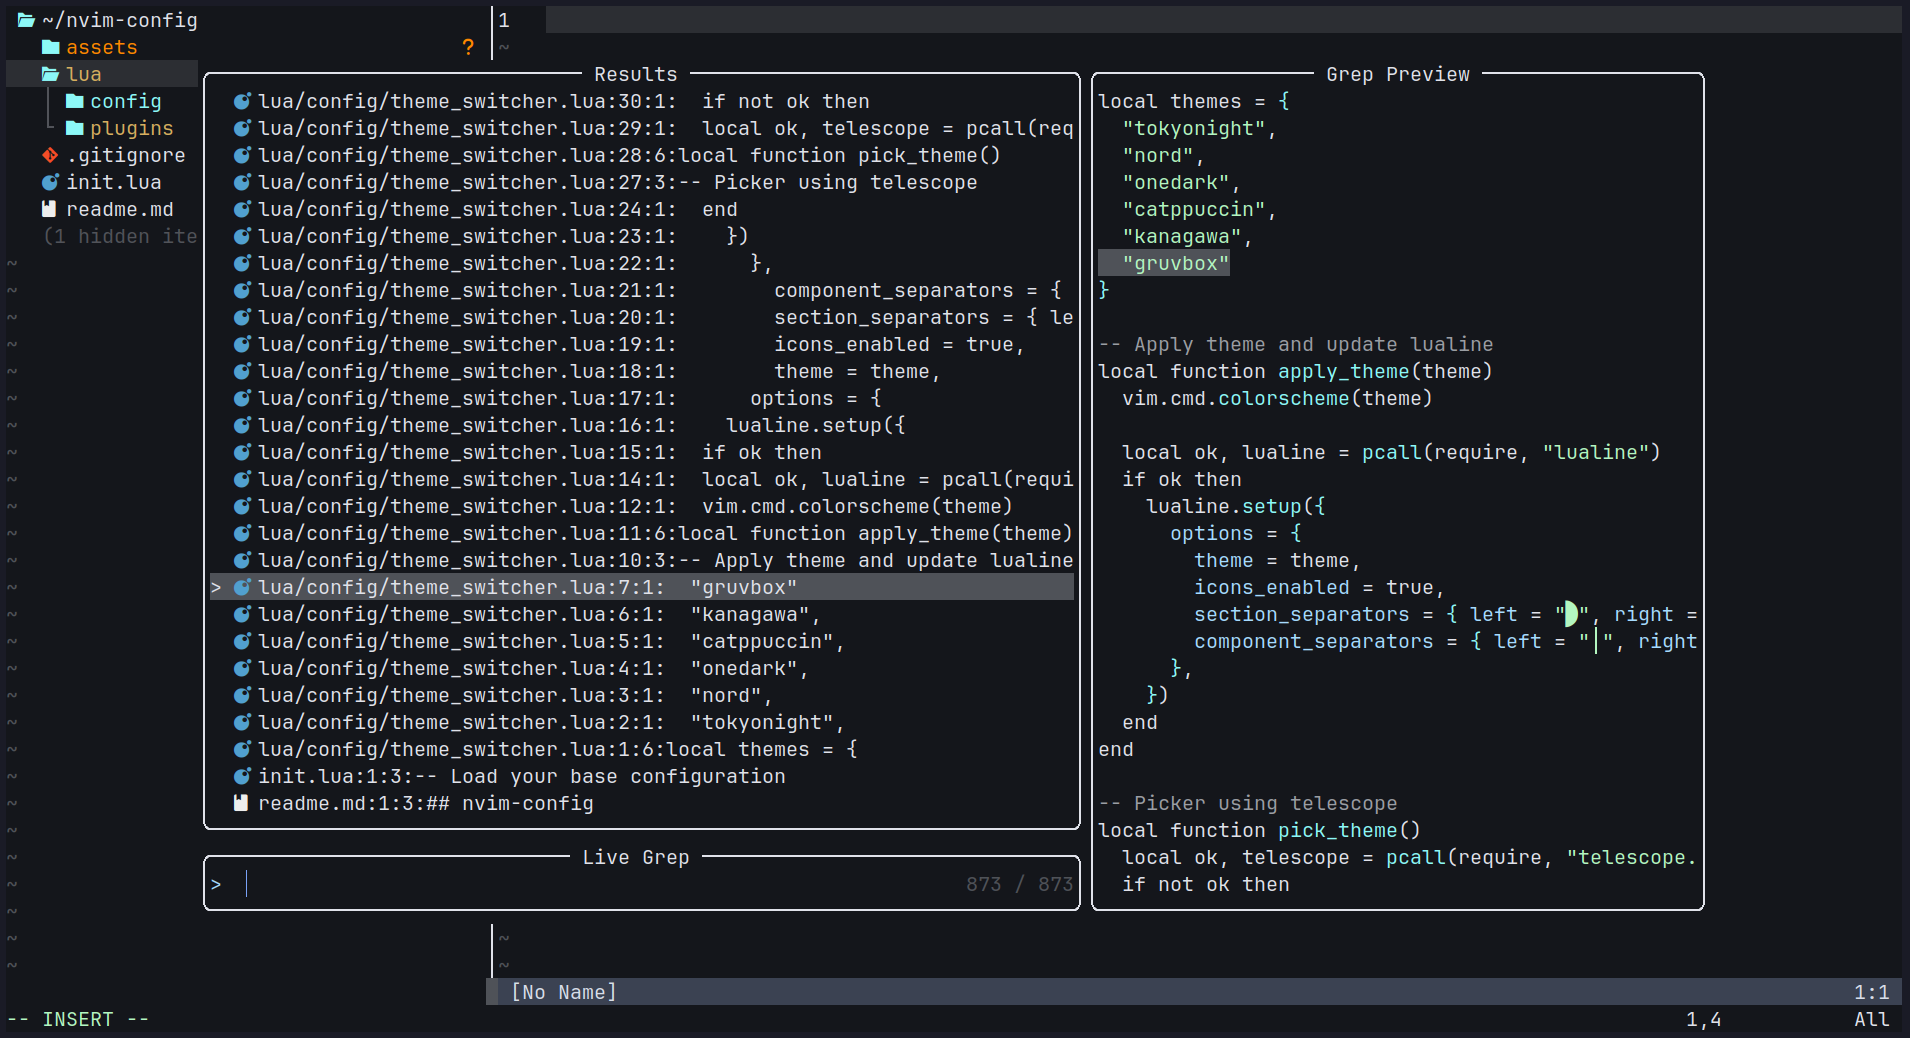 ~/nvim-config
assets ?
lua
config
plugins
.gitignore
init.lua
readme.md
(1 hidden ite
1
Results
lua/config/theme_switcher.lua:30:1:  if not ok then
lua/config/theme_switcher.lua:29:1:  local ok, telescope = pcall(req
lua/config/theme_switcher.lua:28:6:local function pick_theme()
lua/config/theme_switcher.lua:27:3:-- Picker using telescope
lua/config/theme_switcher.lua:24:1:  end
lua/config/theme_switcher.lua:23:1:    })
lua/config/theme_switcher.lua:22:1:      },
lua/config/theme_switcher.lua:21:1:        component_separators = {
lua/config/theme_switcher.lua:20:1:        section_separators = { le
lua/config/theme_switcher.lua:19:1:        icons_enabled = true,
lua/config/theme_switcher.lua:18:1:        theme = theme,
lua/config/theme_switcher.lua:17:1:      options = {
lua/config/theme_switcher.lua:16:1:    lualine.setup({
lua/config/theme_switcher.lua:15:1:  if ok then
lua/config/theme_switcher.lua:14:1:  local ok, lualine = pcall(requi
lua/config/theme_switcher.lua:12:1:  vim.cmd.colorscheme(theme)
lua/config/theme_switcher.lua:11:6:local function apply_theme(theme)
lua/config/theme_switcher.lua:10:3:-- Apply theme and update lualine
> lua/config/theme_switcher.lua:7:1:  "gruvbox"
lua/config/theme_switcher.lua:6:1:  "kanagawa",
lua/config/theme_switcher.lua:5:1:  "catppuccin",
lua/config/theme_switcher.lua:4:1:  "onedark",
lua/config/theme_switcher.lua:3:1:  "nord",
lua/config/theme_switcher.lua:2:1:  "tokyonight",
lua/config/theme_switcher.lua:1:6:local themes = {
init.lua:1:3:-- Load your base configuration
readme.md:1:3:## nvim-config
Live Grep
> 873 / 873
Grep Preview
local themes = {
  "tokyonight",
  "nord",
  "onedark",
  "catppuccin",
  "kanagawa",
  "gruvbox"
}
-- Apply theme and update lualine
local function apply_theme(theme)
  vim.cmd.colorscheme(theme)
  local ok, lualine = pcall(require, "lualine")
  if ok then
    lualine.setup({
      options = {
        theme = theme,
        icons_enabled = true,
        section_separators = { left = "", right =
        component_separators = { left = "|", right
      },
    })
  end
end
-- Picker using telescope
local function pick_theme()
  local ok, telescope = pcall(require, "telescope.
  if not ok then
[No Name] 1:1
-- INSERT -- 1,4 All